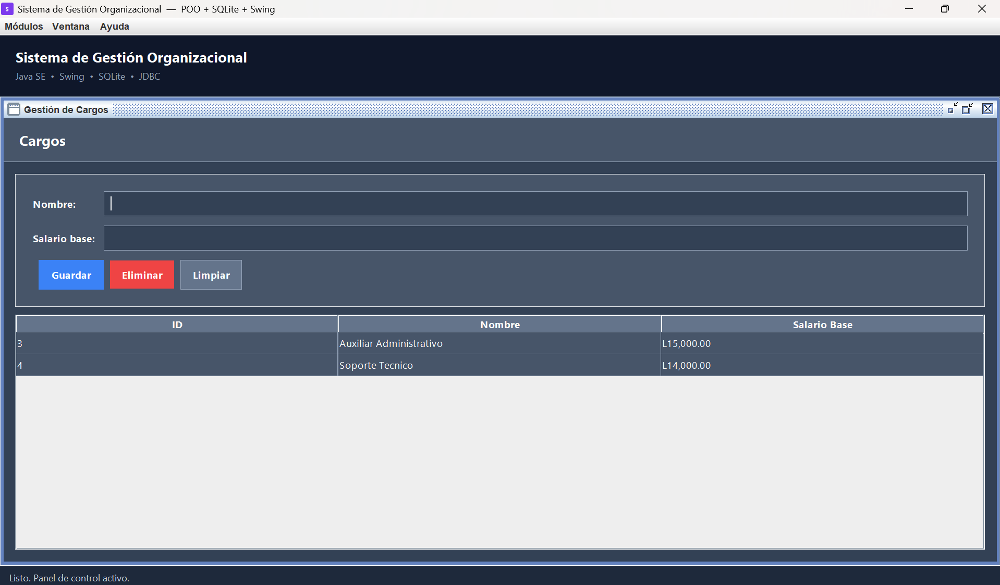 S Sistema de Gestión Organizacional — POO + SQLite + Swing
Módulos Ventana Ayuda
Sistema de Gestión Organizacional
Java SE • Swing • SQLite • JDBC
Gestión de Cargos
Cargos
Nombre:
Salario base:
Guardar Eliminar Limpiar
ID Nombre Salario Base
3 Auxiliar Administrativo L15,000.00
4 Soporte Tecnico L14,000.00
Listo. Panel de control activo.